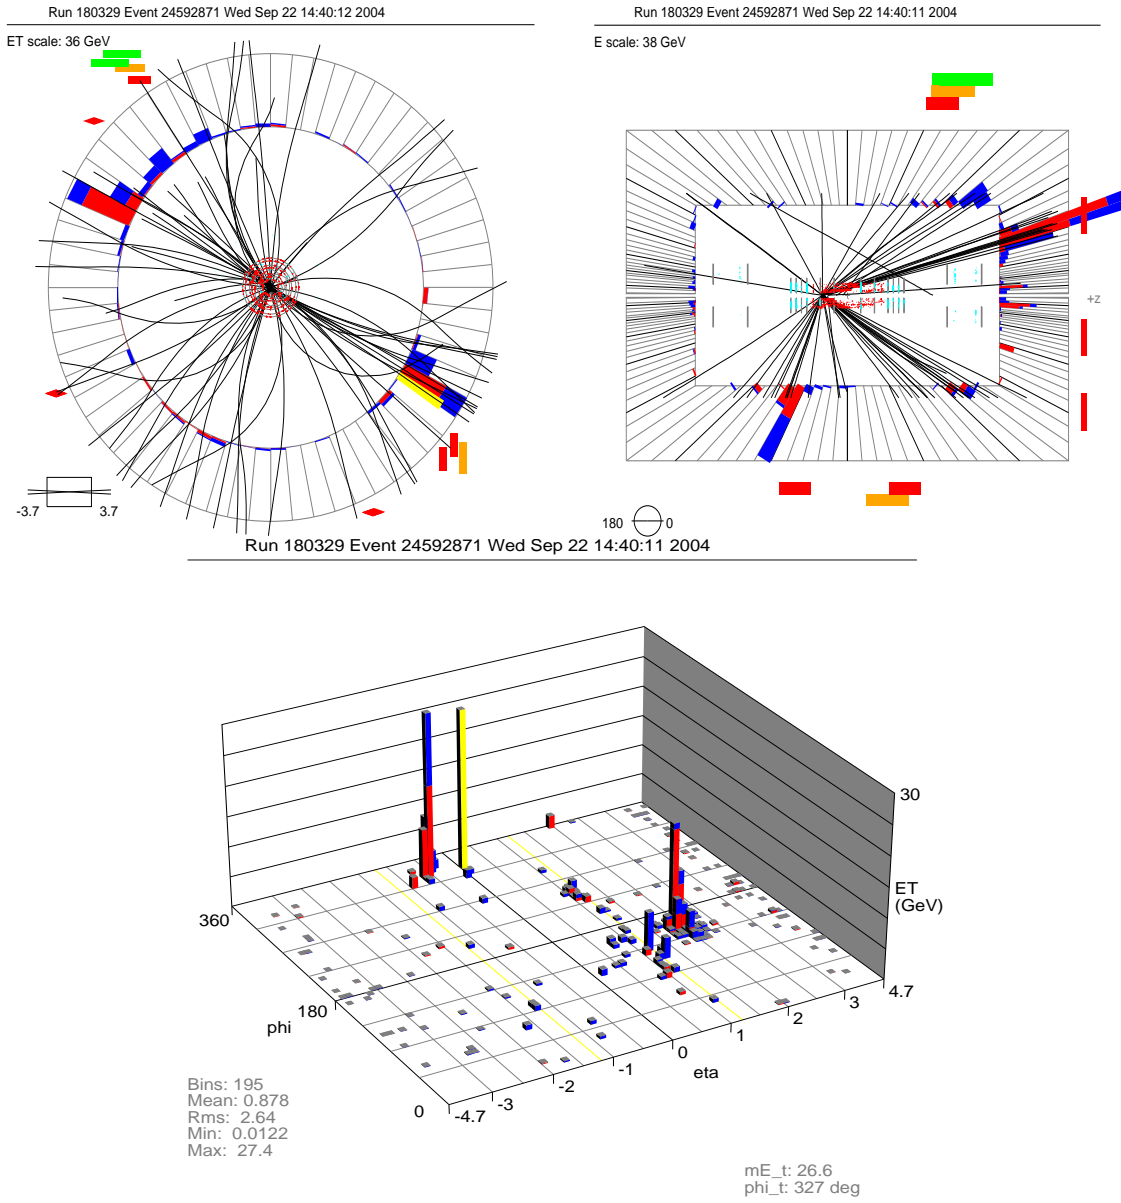 Run 180329 Event 24592871 Wed Sep 22 14:40:12 2004
ET scale: 36 GeV
-3.7 3.7
Run 180329 Event 24592871 Wed Sep 22 14:40:11 2004
E scale: 38 GeV
+z
180 0
Run 180329 Event 24592871 Wed Sep 22 14:40:11 2004
30
ET
(GeV)
360
180
phi
0
-4.7
-3
-2
-1
0
1
2
3
4.7
eta
Bins: 195
Mean: 0.878
Rms: 2.64
Min: 0.0122
Max: 27.4
mE_t: 26.6
phi_t: 327 deg